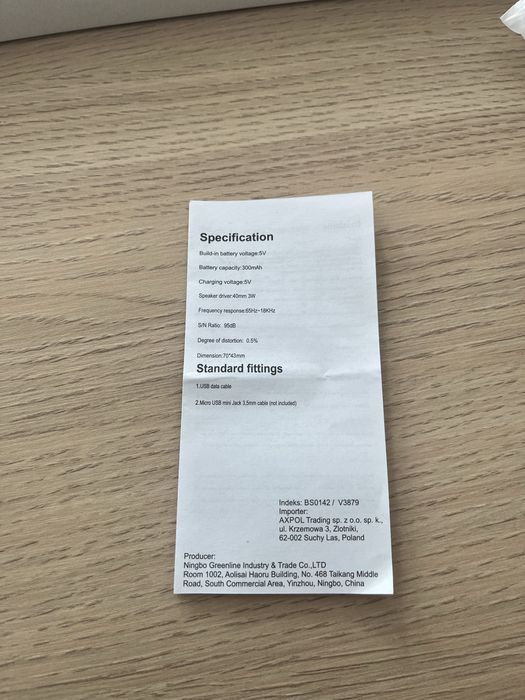 Specification
Build-in battery voltage:5V
Battery capacity:300mAh
Charging voltage:5V
Speaker driver:40mm 3W
Frequency response:65Hz~18KHz
S/N Ratio: 95dB
Degree of distortion: 0.5%
Dimension:70*43mm
Standard fittings
1.USB data cable
2.Micro USB mini Jack 3,5mm cable (not included)
Indeks: BS0142 / V3879
Importer:
AXPOL Trading sp. z o.o. sp. k.,
ul. Krzemowa 3, Zlotniki,
62-002 Suchy Las, Poland
Producer:
Ningbo Greenline Industry & Trade Co.,LTD
Room 1002, Aolisai Haoru Building, No. 468 Taikang Middle
Road, South Commercial Area, Yinzhou, Ningbo, China